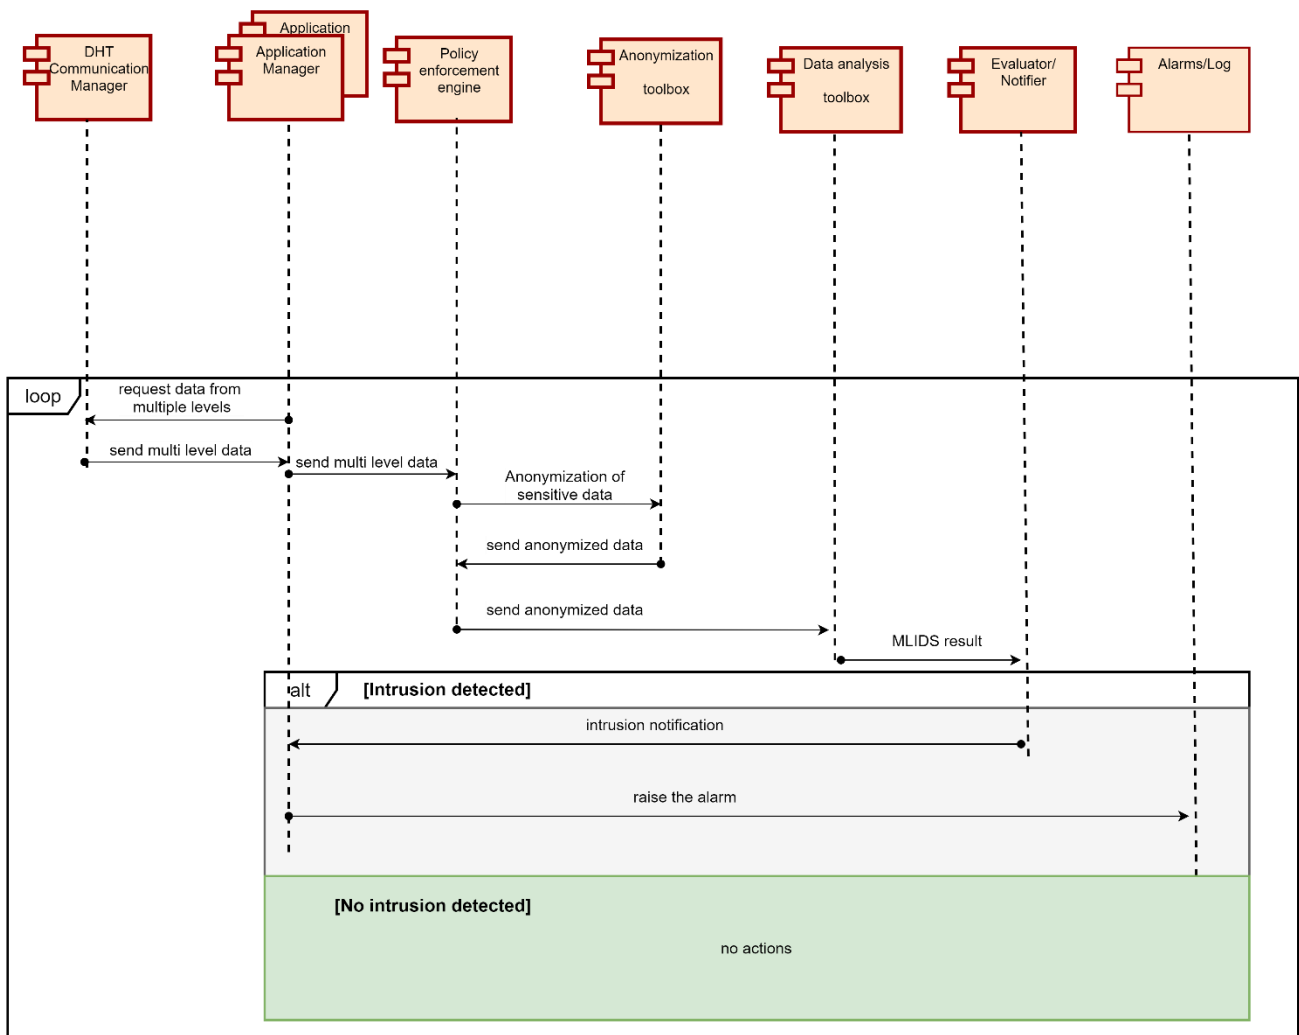 DHT
Communication
Manager
Application
Application
Manager
Policy
enforcement
engine
Anonymization
toolbox
Data analysis
toolbox
Evaluator/
Notifier
Alarms/Log
loop
request data from
multiple levels
send multi level data
send multi level data
Anonymization of
sensitive data
send anonymized data
send anonymized data
MLIDS result
alt
[Intrusion detected]
intrusion notification
raise the alarm
[No intrusion detected]
no actions